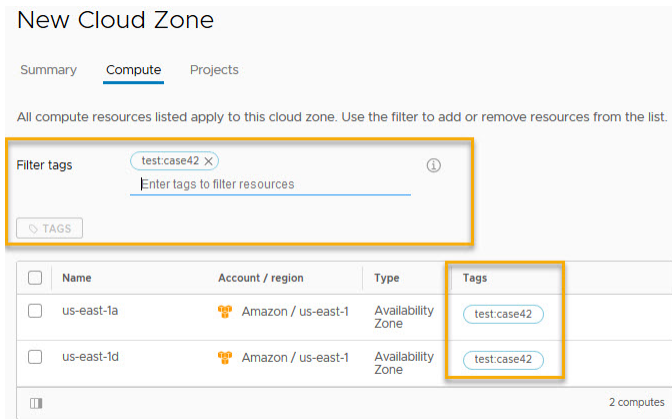 New Cloud Zone
Summary Compute Projects
All compute resources listed apply to this cloud zone. Use the filter to add or remove resources from the list.
Filter tags test:case42
Enter tags to filter resources
TAGS
Name Account / region Type Tags
us-east-1a Amazon / us-east-1 Availability Zone test:case42
us-east-1d Amazon / us-east-1 Availability Zone test:case42
2 computes